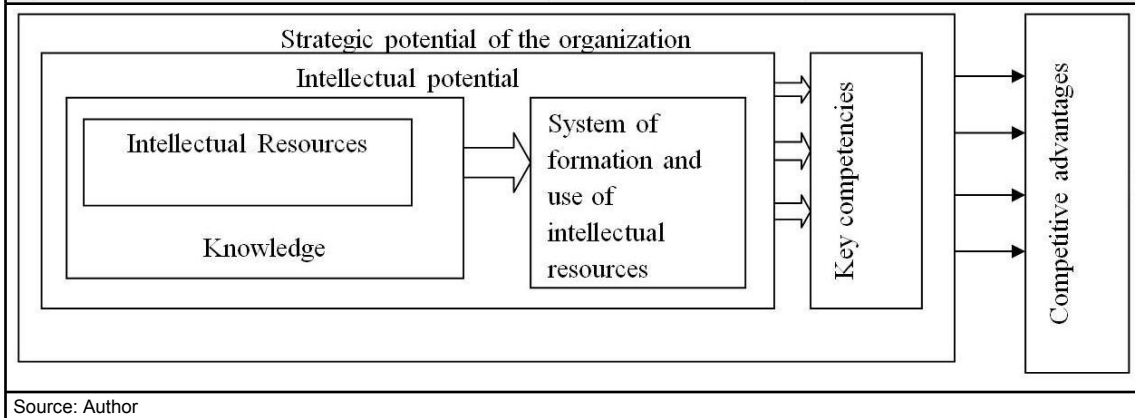 Strategic potential of the organization
Intellectual potential
Intellectual Resources
Knowledge
System of
formation and
use of
intellectual
resources
Key competencies
Competitive advantages
Source: Author